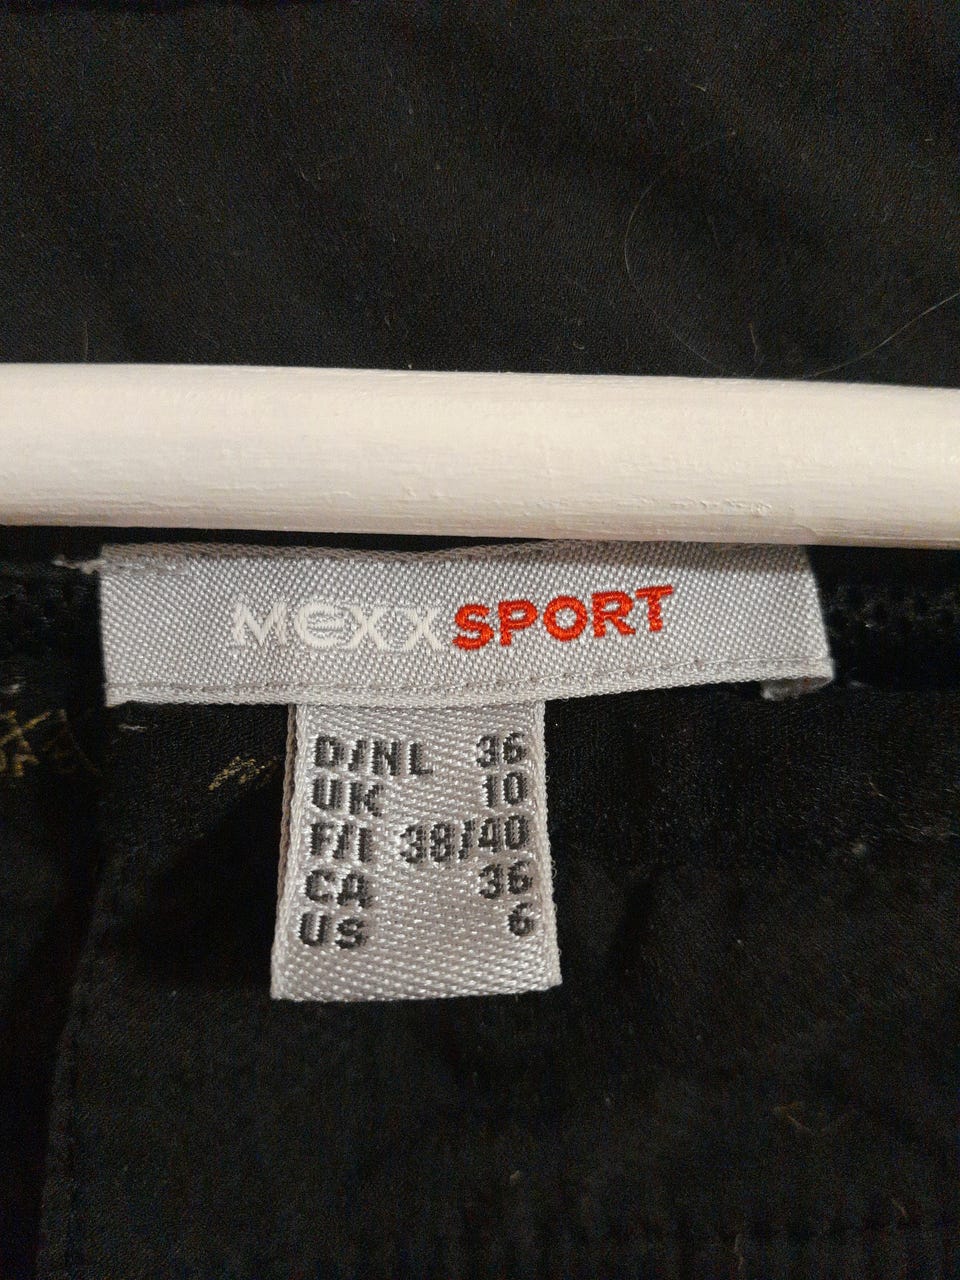 MEXX SPORT
D/NL 36
UK 10
F/I 38/40
CA 36
US 6